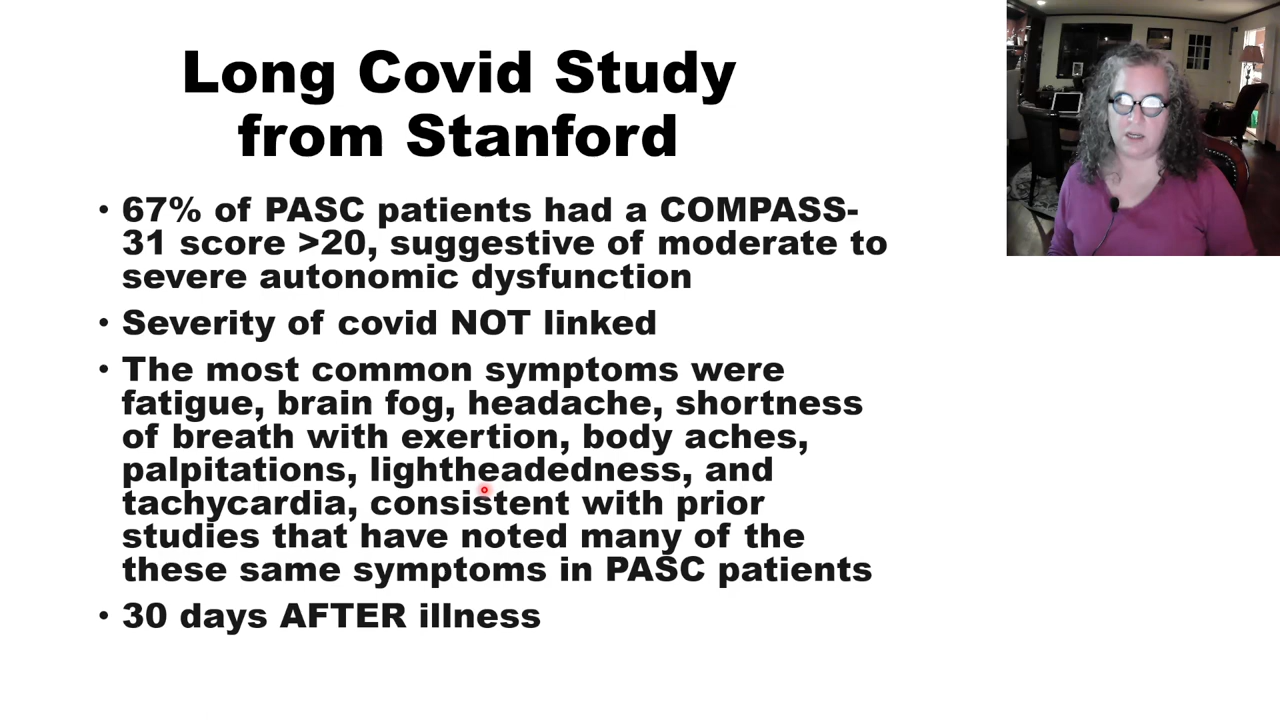 Long Covid Study
from Stanford
• 67% of PASC patients had a COMPASS-
31 score >20, suggestive of moderate to
severe autonomic dysfunction
• Severity of covid NOT linked
• The most common symptoms were
fatigue, brain fog, headache, shortness
of breath with exertion, body aches,
palpitations, lightheadedness, and
tachycardia, consistent with prior
studies that have noted many of the
these same symptoms in PASC patients
• 30 days AFTER illness